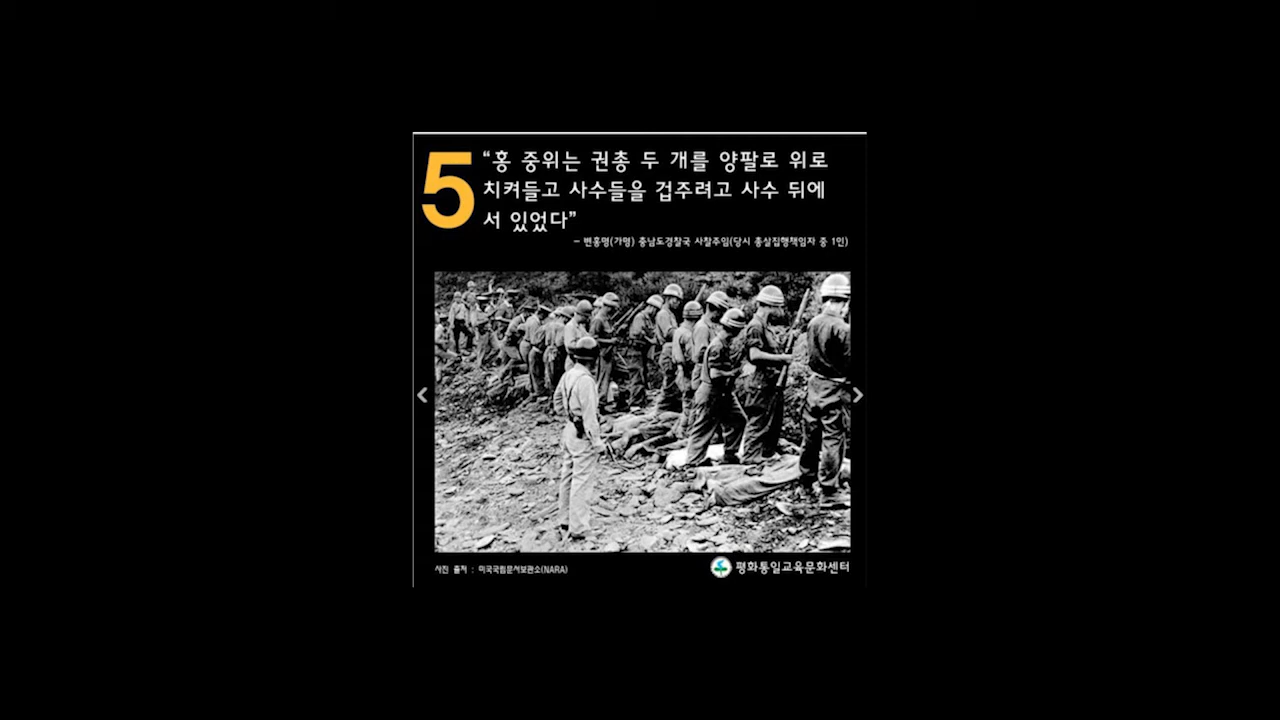 5
“홍 중위는 권총 두 개를 양팔로 위로
치켜들고 사수들을 겁주려고 사수 뒤에
서 있었다”
- 변홍명(가명) 충남도경찰국 사찰주임(당시 총살집행책임자 중 1인)
사진 출처 : 미국국립문서보관소(NARA)
평화통일교육문화센터